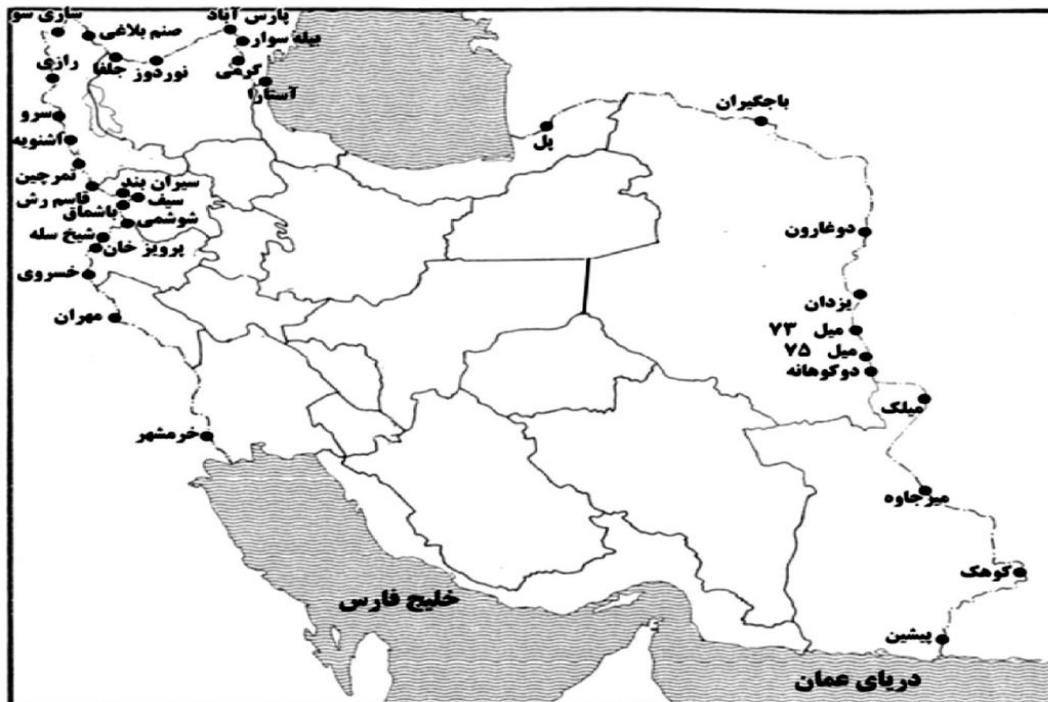 ساری سو
صنم بلاغی
پارس آباد
بیله سوار
رازی
جلفا
نوردوز
گرمی
آستارا
سرو
اشنویه
تمرچین
سیران بند
قاسم رش
سیف
باشماق
شوشمی
شیخ سله
پرویز خان
خسروی
مهران
خرمشهر
پل
باجگیران
دوغارون
یزدان
میل ۷۳
میل ۷۵
دوکوهانه
میلک
میرجاوه
کوهک
پیشین
خلیج فارس
دریای عمان